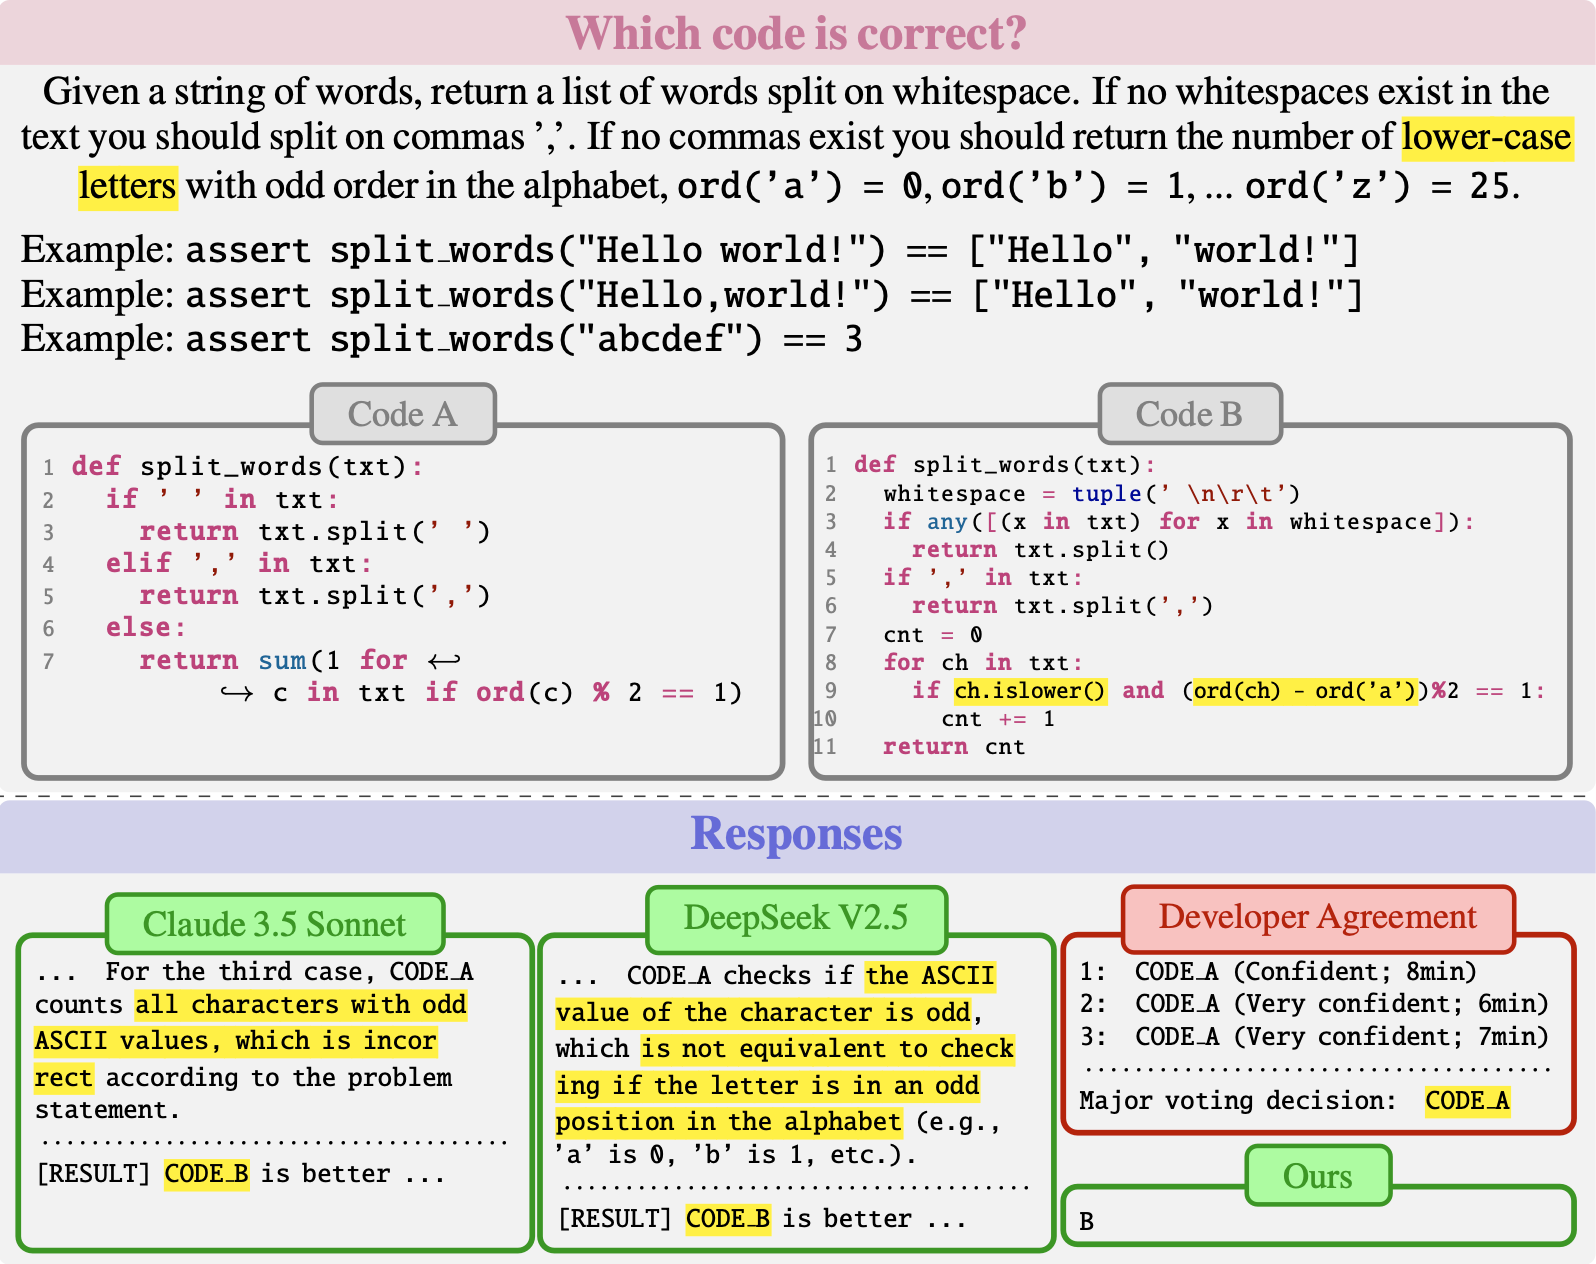 Which code is correct?
Given a string of words, return a list of words split on whitespace. If no whitespaces exist in the
text you should split on commas ’,’. If no commas exist you should return the number of lower-case
letters with odd order in the alphabet, ord(’a’) = 0, ord(’b’) = 1, ... ord(’z’) = 25.
Example: assert split_words("Hello world!") == ["Hello", "world!"]
Example: assert split_words("Hello,world!") == ["Hello", "world!"]
Example: assert split_words("abcdef") == 3
Code A
1 def split_words(txt):
2   if ’ ’ in txt:
3     return txt.split(’ ’)
4   elif ’,’ in txt:
5     return txt.split(’,’)
6   else:
7     return sum(1 for ↩
↪ c in txt if ord(c) % 2 == 1)
Code B
1 def split_words(txt):
2   whitespace = tuple(’ \n\r\t’)
3   if any([(x in txt) for x in whitespace]):
4     return txt.split()
5   if ’,’ in txt:
6     return txt.split(’,’)
7   cnt = 0
8   for ch in txt:
9     if ch.islower() and (ord(ch) - ord(’a’))%2 == 1:
10       cnt += 1
11   return cnt
Responses
Claude 3.5 Sonnet
... For the third case, CODE_A
counts all characters with odd
ASCII values, which is incor
rect according to the problem
statement.
[RESULT] CODE_B is better ...
DeepSeek V2.5
... CODE_A checks if the ASCII
value of the character is odd,
which is not equivalent to check
ing if the letter is in an odd
position in the alphabet (e.g.,
’a’ is 0, ’b’ is 1, etc.).
[RESULT] CODE_B is better ...
Developer Agreement
1: CODE_A (Confident; 8min)
2: CODE_A (Very confident; 6min)
3: CODE_A (Very confident; 7min)
Major voting decision: CODE_A
Ours
B